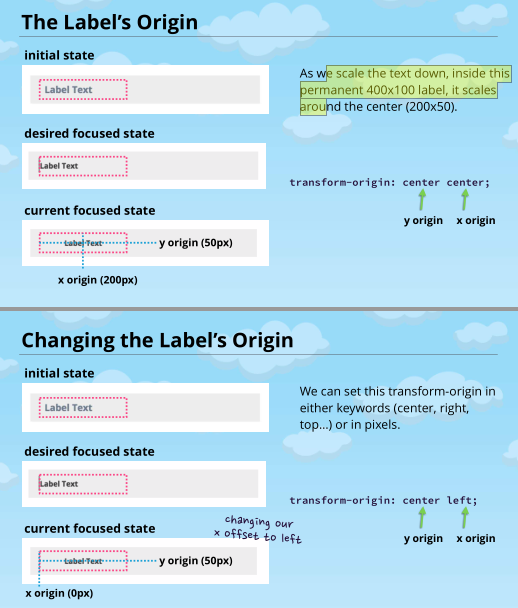 The Label's Origin
initial state
Label Text
As we scale the text down, inside this
permanent 400x100 label, it scales
around the center (200x50).
desired focused state
Label Text
transform-origin: center center;
y origin x origin
current focused state
Label Text
y origin (50px)
x origin (200px)
Changing the Label's Origin
initial state
Label Text
We can set this transform-origin in
either keywords (center, right,
top...) or in pixels.
desired focused state
Label Text
transform-origin: center left;
y origin x origin
changing our
x offset to left
current focused state
Label Text
y origin (50px)
x origin (0px)